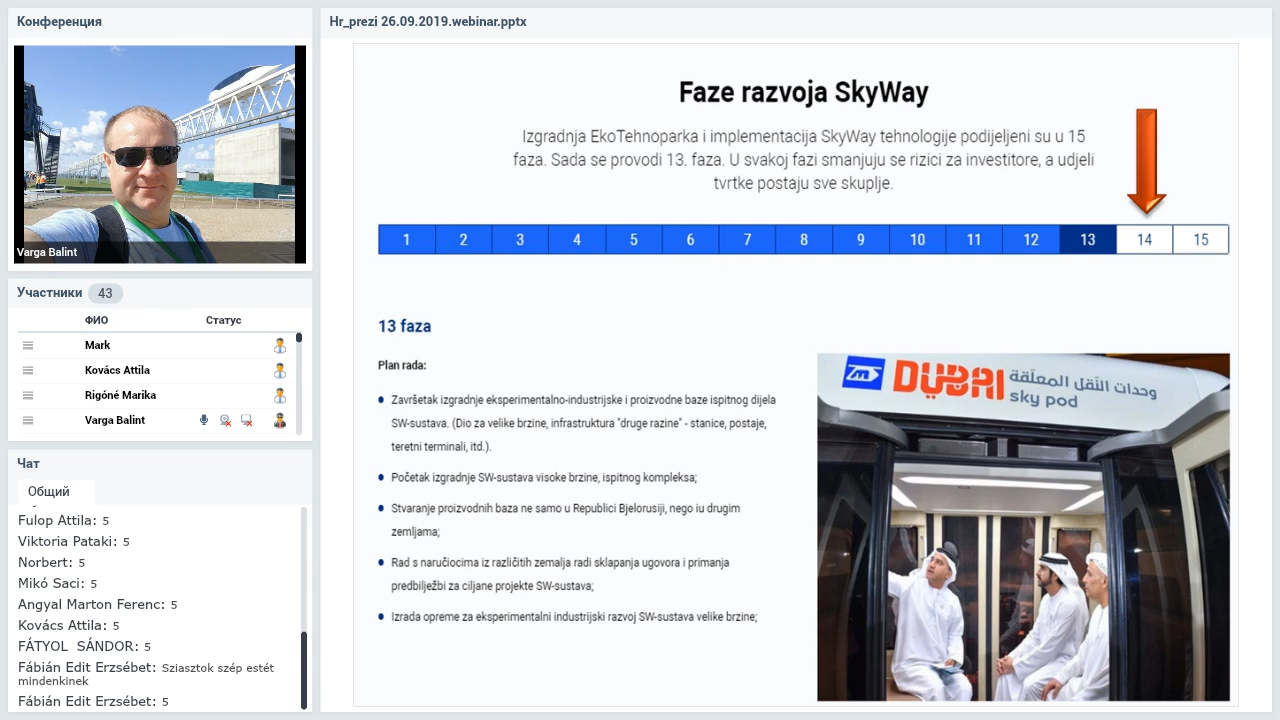 Конференция
Varga Balint
Участники 43
ФИО Статус
Mark
Kovács Attila
Rigóné Marika
Varga Balint
Чат
Общий
Fulop Attila: 5
Viktoria Pataki: 5
Norbert: 5
Mikó Saci: 5
Angyal Marton Ferenc: 5
Kovács Attila: 5
FÁTYOL SÁNDOR: 5
Fábián Edit Erzsébet: Sziasztok szép estét
mindenkinek
Fábián Edit Erzsébet: 5
Hr_prezi 26.09.2019.webinar.pptx
Faze razvoja SkyWay
Izgradnja EkoTehnoparka i implementacija SkyWay tehnologije podijeljeni su u 15
faza. Sada se provodi 13. faza. U svakoj fazi smanjuju se rizici za investitore, a udjeli
tvrtke postaju sve skuplje.
1 2 3 4 5 6 7 8 9 10 11 12 13 14 15
13 faza
Plan rada:
Završetak izgradnje eksperimentalno-industrijske i proizvodne baze ispitnog dijela
SW-sustava. (Dio za velike brzine, infrastruktura "druge razine" - stanice, postaje,
teretni terminali, itd.).
Početak izgradnje SW-sustava visoke brzine, ispitnog kompleksa;
Stvaranje proizvodnih baza ne samo u Republici Bjelorusiji, nego iu drugim
zemljama;
Rad s naručiocima iz različitih zemalja radi sklapanja ugovora i primanja
predbilježbi za ciljane projekte SW-sustava;
Izrada opreme za eksperimentalni industrijski razvoj SW-sustava velike brzine;
DUBAI وحدات النقل المعلّقة
sky pod